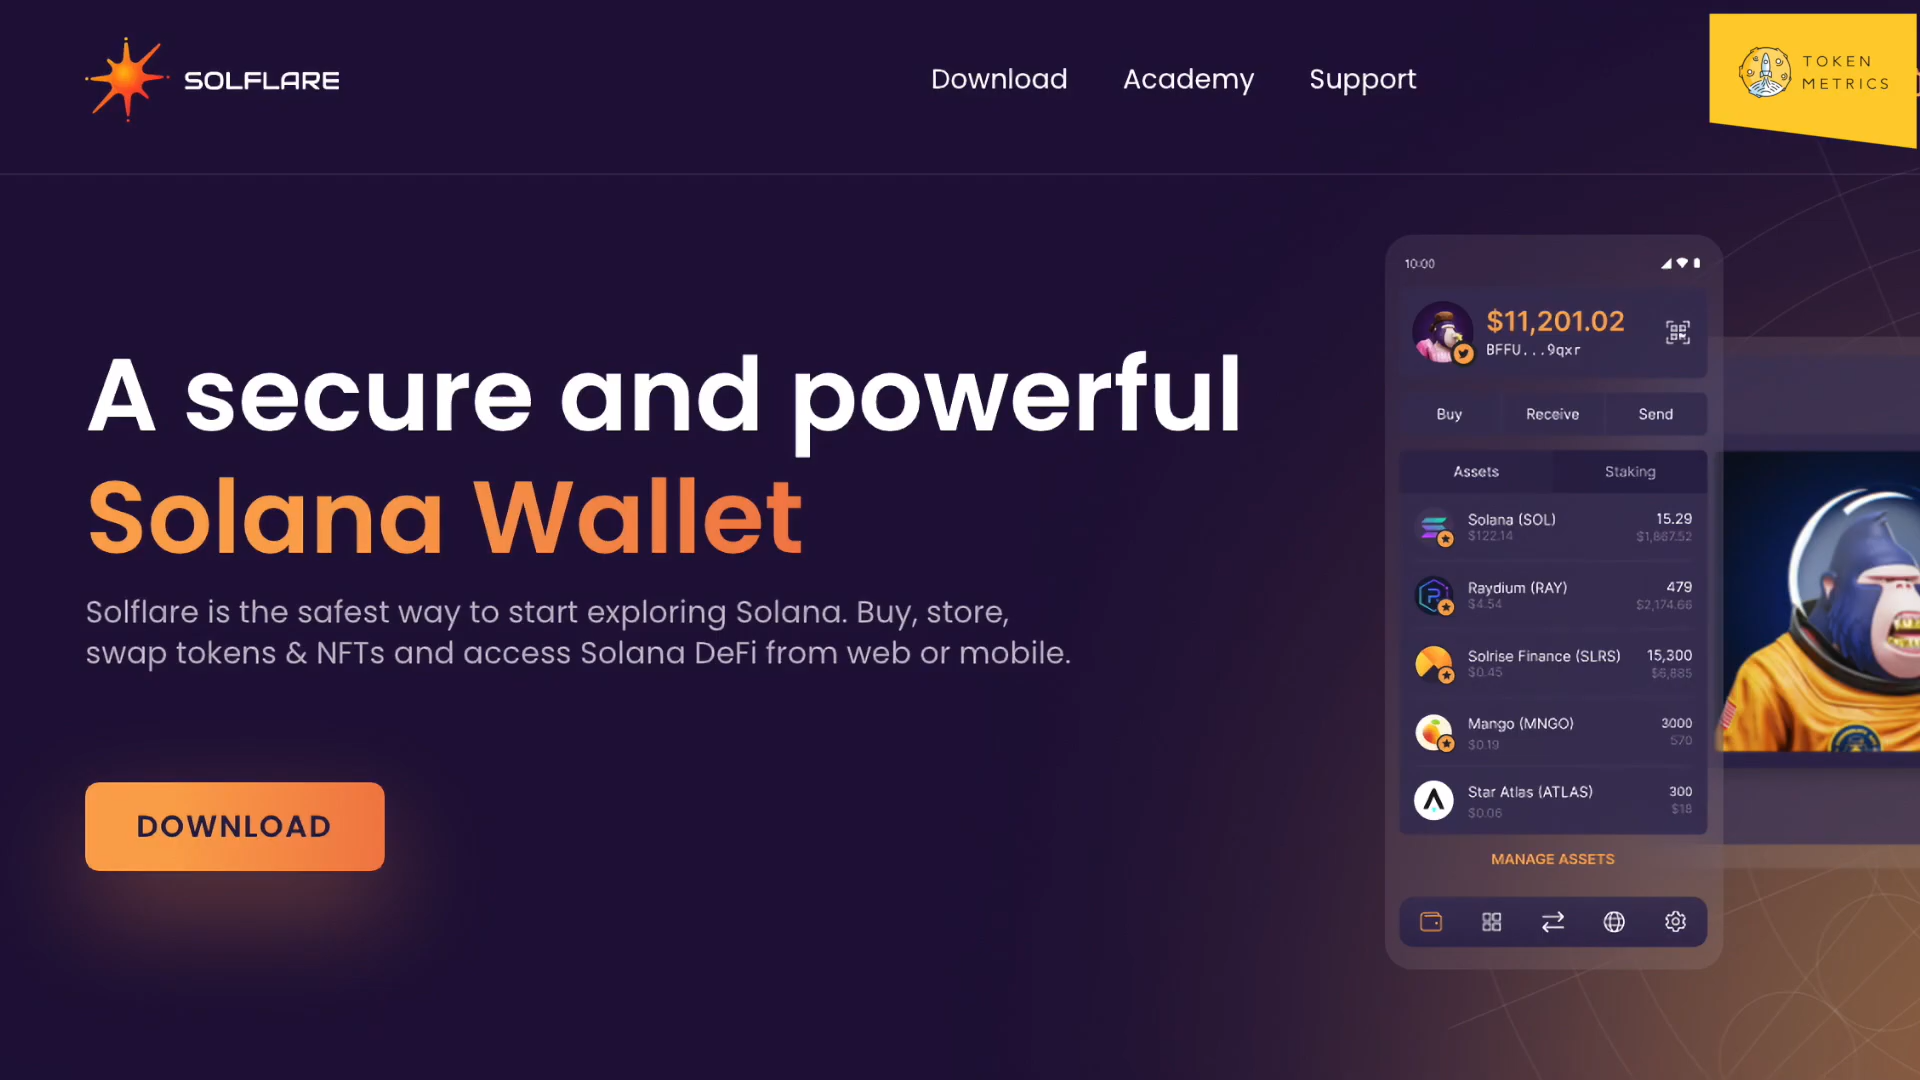 SOLFLARE
Download
Academy
Support
TOKEN
METRICS
A secure and powerful
Solana Wallet
Solflare is the safest way to start exploring Solana. Buy, store,
swap tokens & NFTs and access Solana DeFi from web or mobile.
DOWNLOAD
10:00
$11,201.02
BFFU...9qxr
Buy
Receive
Send
Assets
Staking
Solana (SOL)
15.29
$122.14
$1,867.52
Raydium (RAY)
479
$4.54
$2,174.66
Solrise Finance (SLRS)
15,300
$0.45
$6,885
Mango (MNGO)
3000
$0.19
570
Star Atlas (ATLAS)
300
$0.06
$18
MANAGE ASSETS